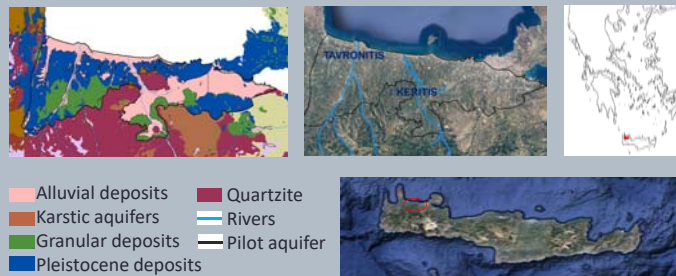 TAVRONITIS
KERITIS
Alluvial deposits
Quartzite
Karstic aquifers
Rivers
Granular deposits
Pilot aquifer
Pleistocene deposits